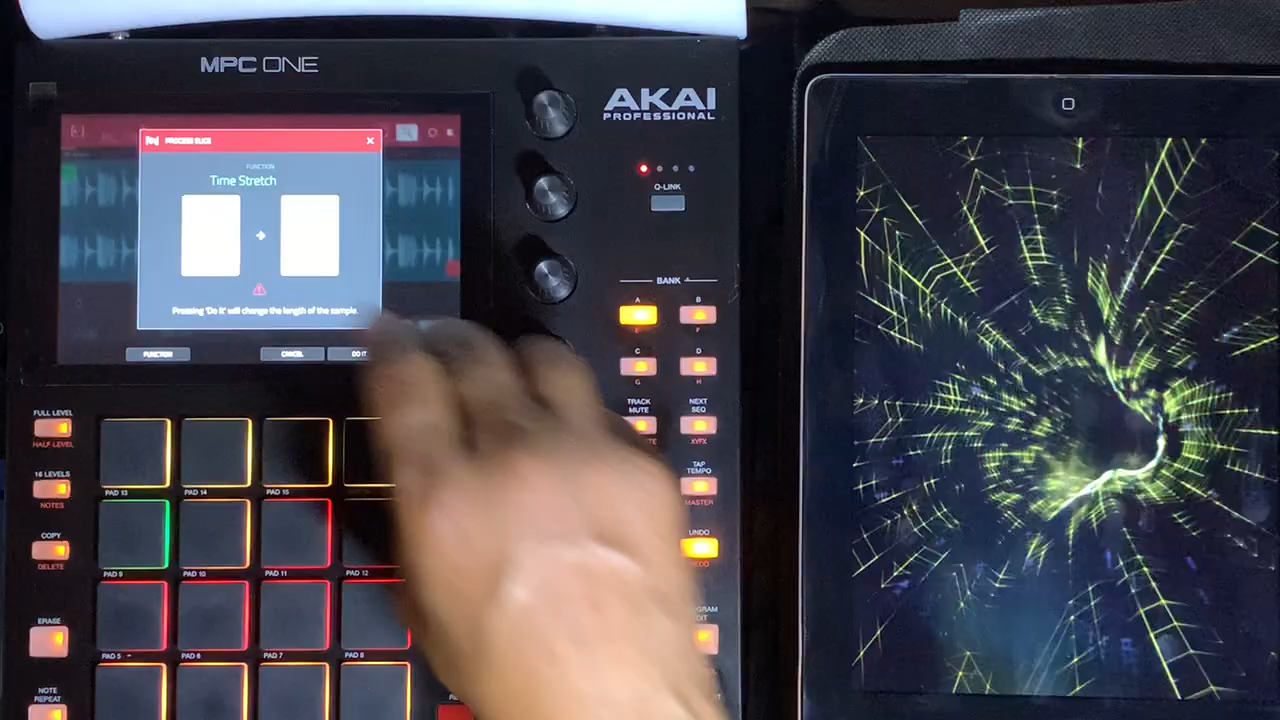 MPC ONE
AKAI
PROFESSIONAL
PROCESS SLICE
FUNCTION
Time Stretch
Pressing 'Do It' will change the length of the sample.
FUNCTION
CANCEL
DO IT
Q-LINK
BANK
A
B
F
C
D
G
H
TRACK
MUTE
NEXT
SEQ
XYFX
TAP
TEMPO
MASTER
UNDO
FULL LEVEL
HALF LEVEL
16 LEVELS
NOTES
COPY
DELETE
ERASE
NOTE
REPEAT
PAD 13
PAD 14
PAD 15
PAD 9
PAD 10
PAD 11
PAD 12
PAD 5
PAD 6
PAD 7
PAD 8